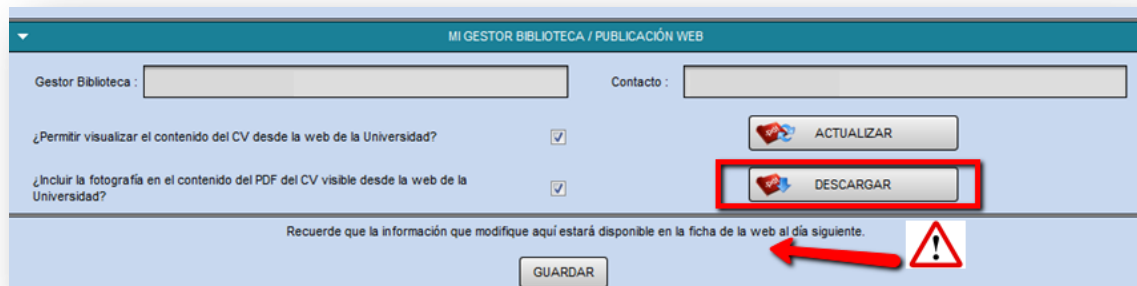 MI GESTOR BIBLIOTECA / PUBLICACIÓN WEB
Gestor Biblioteca :
Contacto :
¿Permitir visualizar el contenido del CV desde la web de la Universidad?
ACTUALIZAR
¿Incluir la fotografía en el contenido del PDF del CV visible desde la web de la
Universidad?
DESCARGAR
Recuerde que la información que modifique aquí estará disponible en la ficha de la web al día siguiente.
GUARDAR